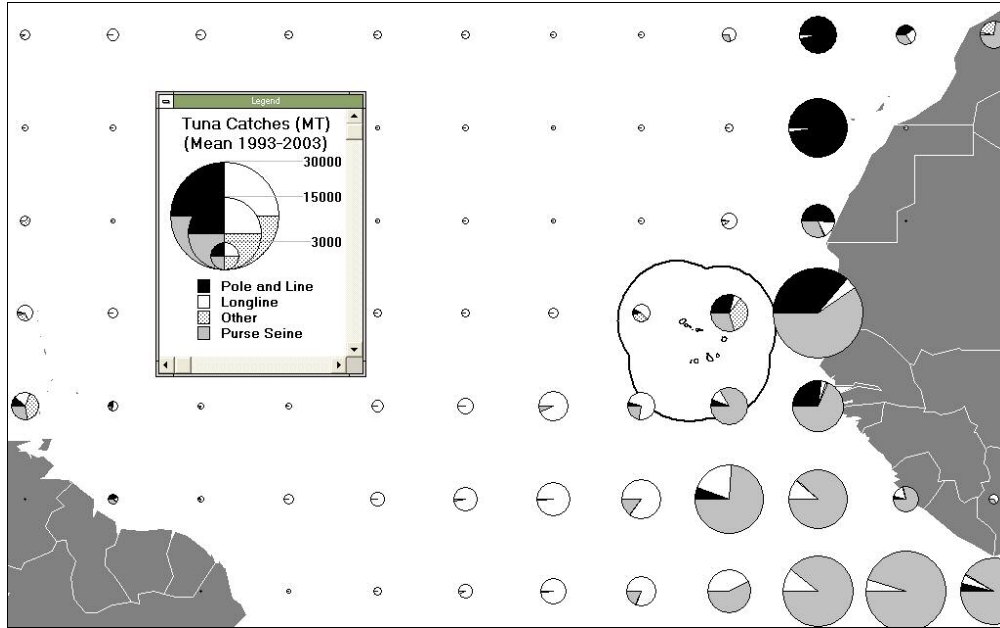 Legend
Tuna Catches (MT)
(Mean 1993-2003)
30000
15000
3000
Pole and Line
Longline
Other
Purse Seine